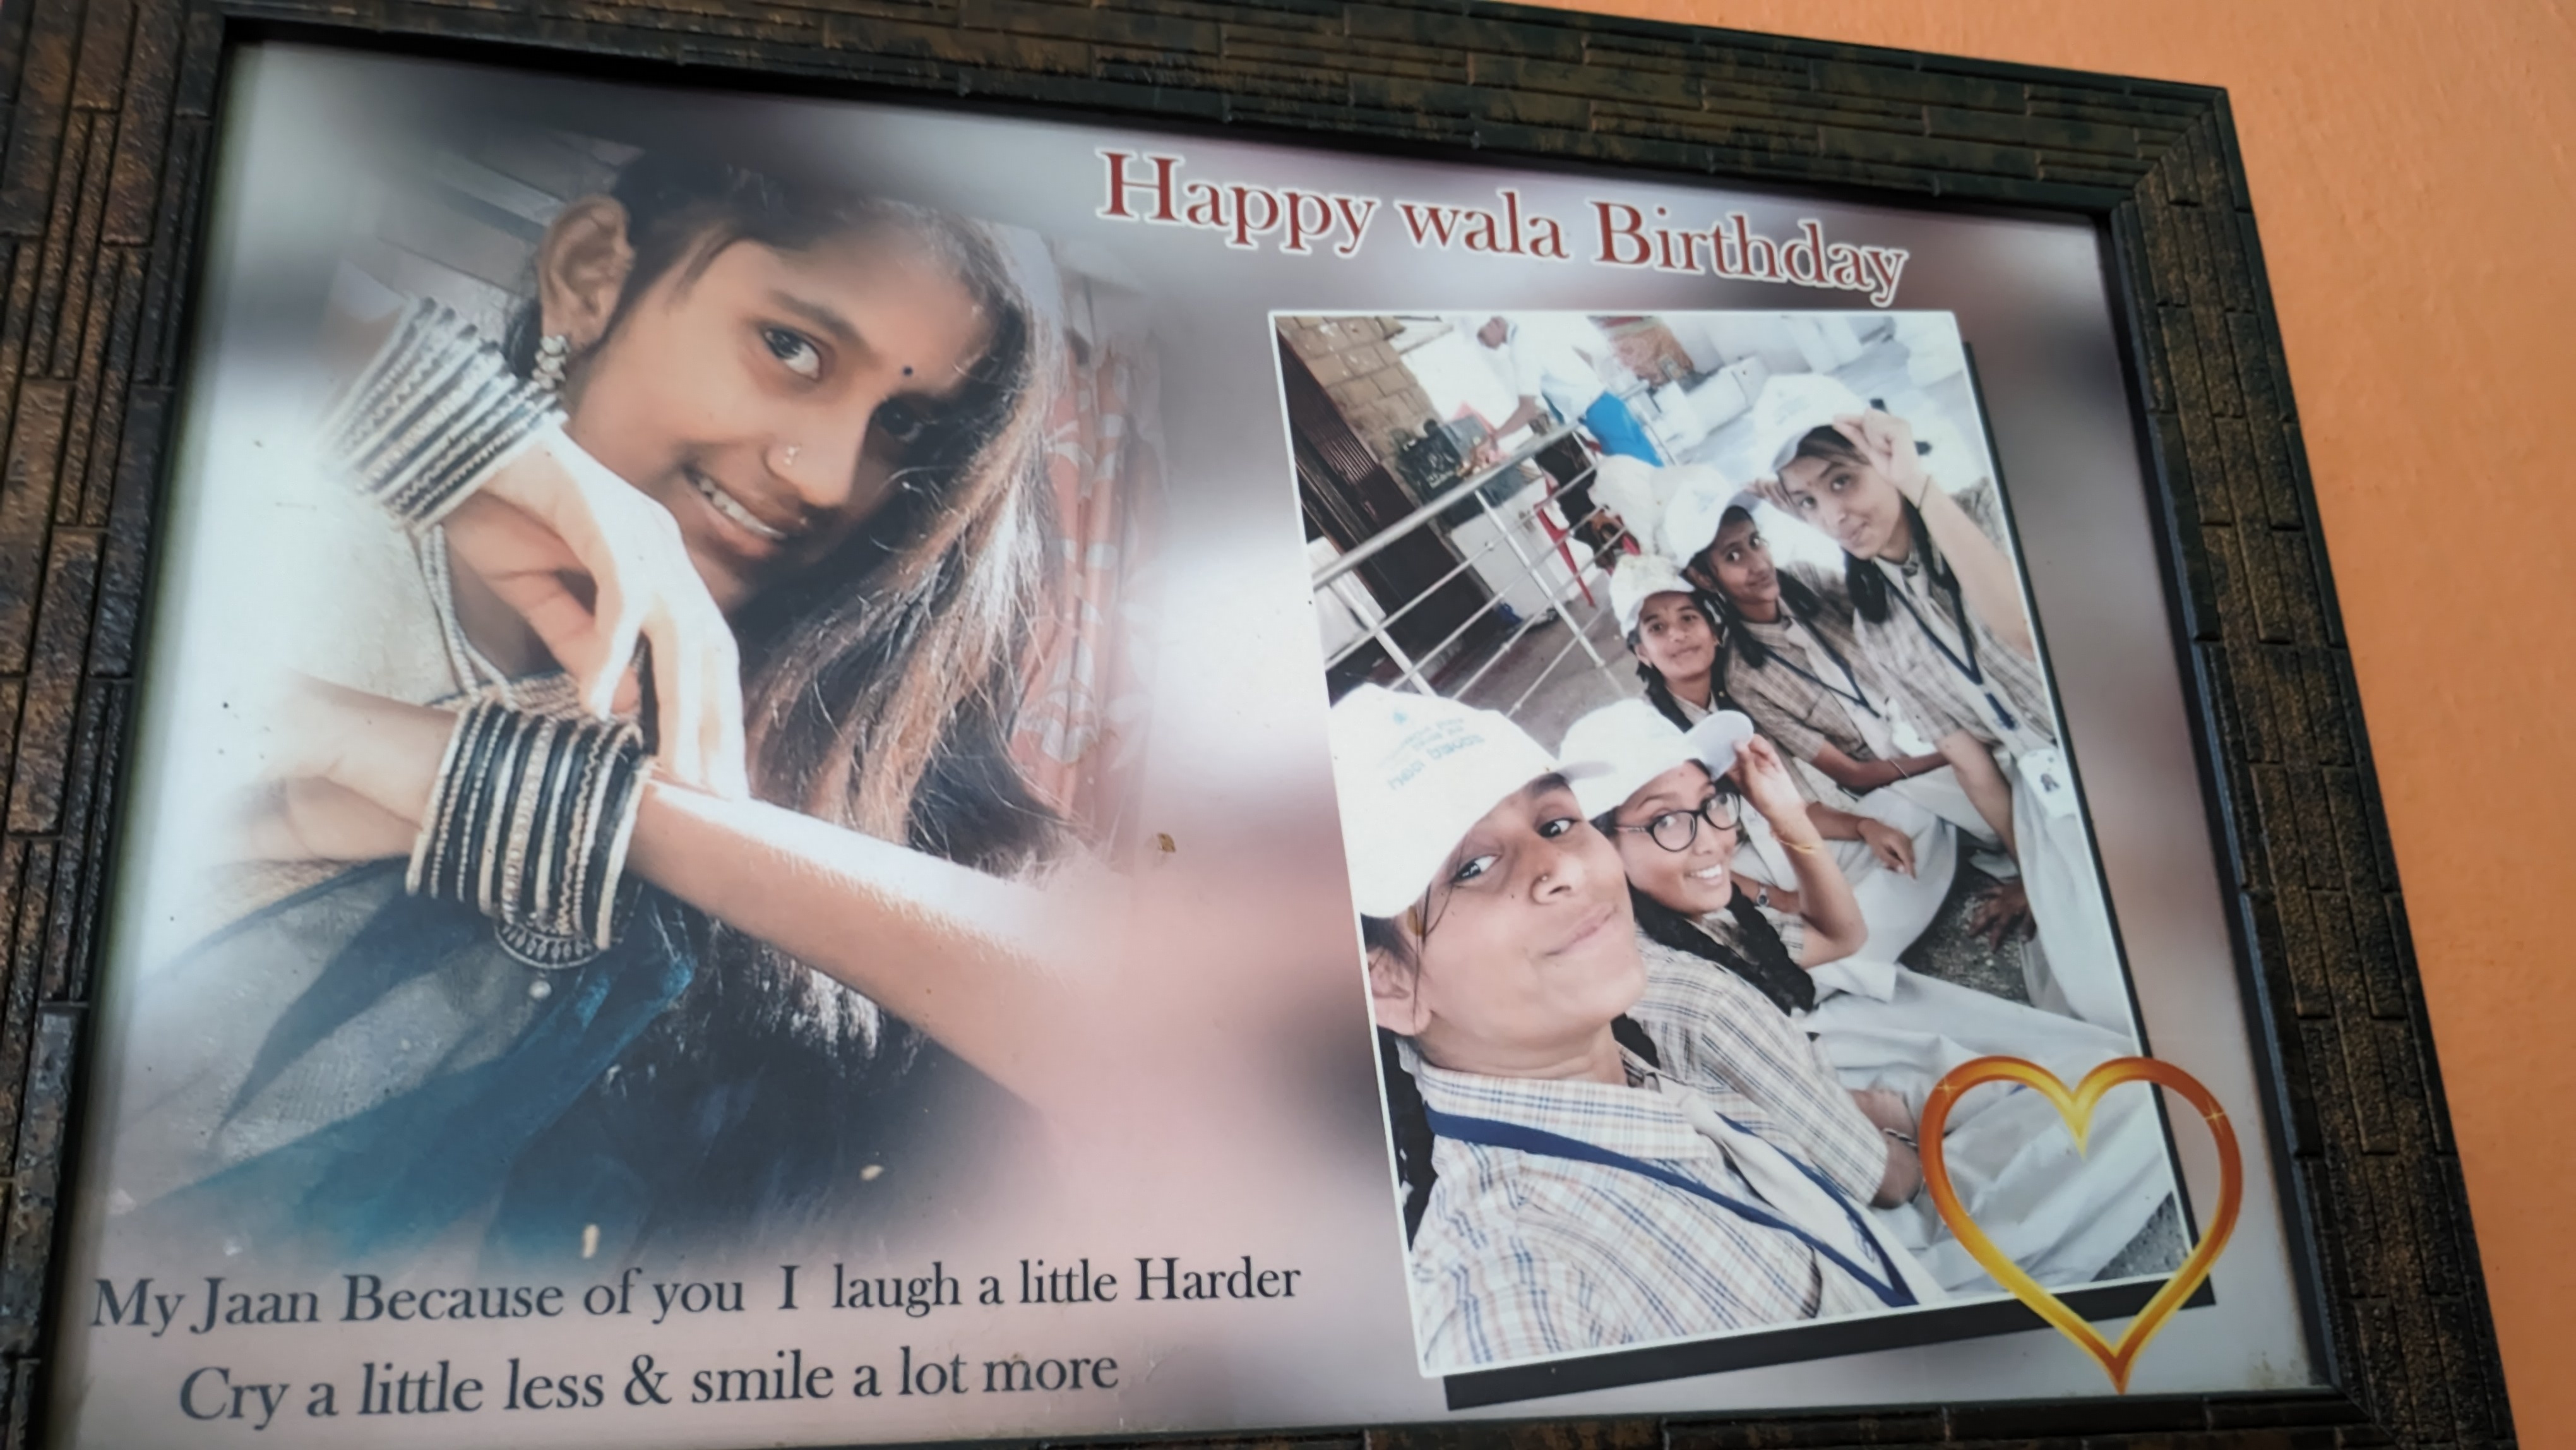 Happy wala Birthday
My Jaan Because of you I laugh a little Harder
Cry a little less & smile a lot more